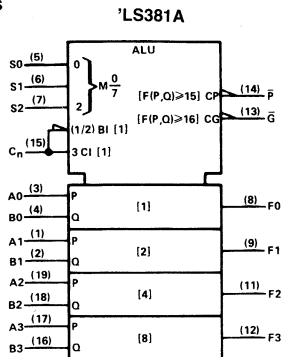 s
'LS381A
ALU
S0 (5) 0
S1 (6) M 0/7
S2 (7) 2
[F(P,Q)⩾15] CP (14) P̅
[F(P,Q)⩾16] CG (13) G̅
(1/2) BI [1]
Cn (15) 3 CI [1]
A0 (3) P
B0 (4) Q
[1] (8) F0
A1 (1) P
B1 (2) Q
[2] (9) F1
A2 (19) P
B2 (18) Q
[4] (11) F2
A3 (17) P
B3 (16) Q
[8] (12) F3